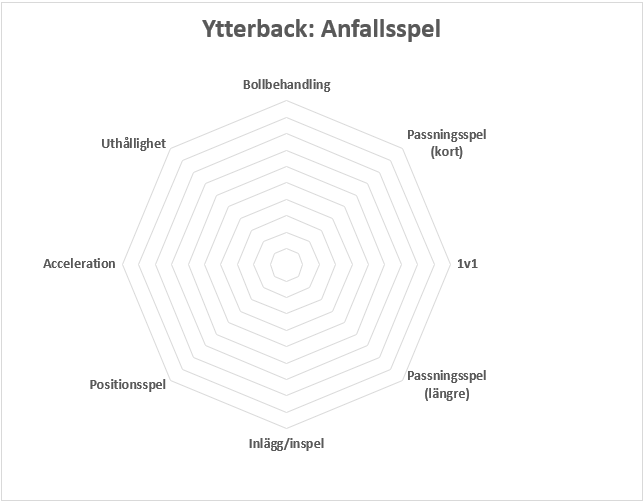 Ytterback: Anfallsspel
Bollbehandling
Passningsspel
(kort)
1v1
Passningsspel
(längre)
Inlägg/inspel
Positionsspel
Acceleration
Uthållighet